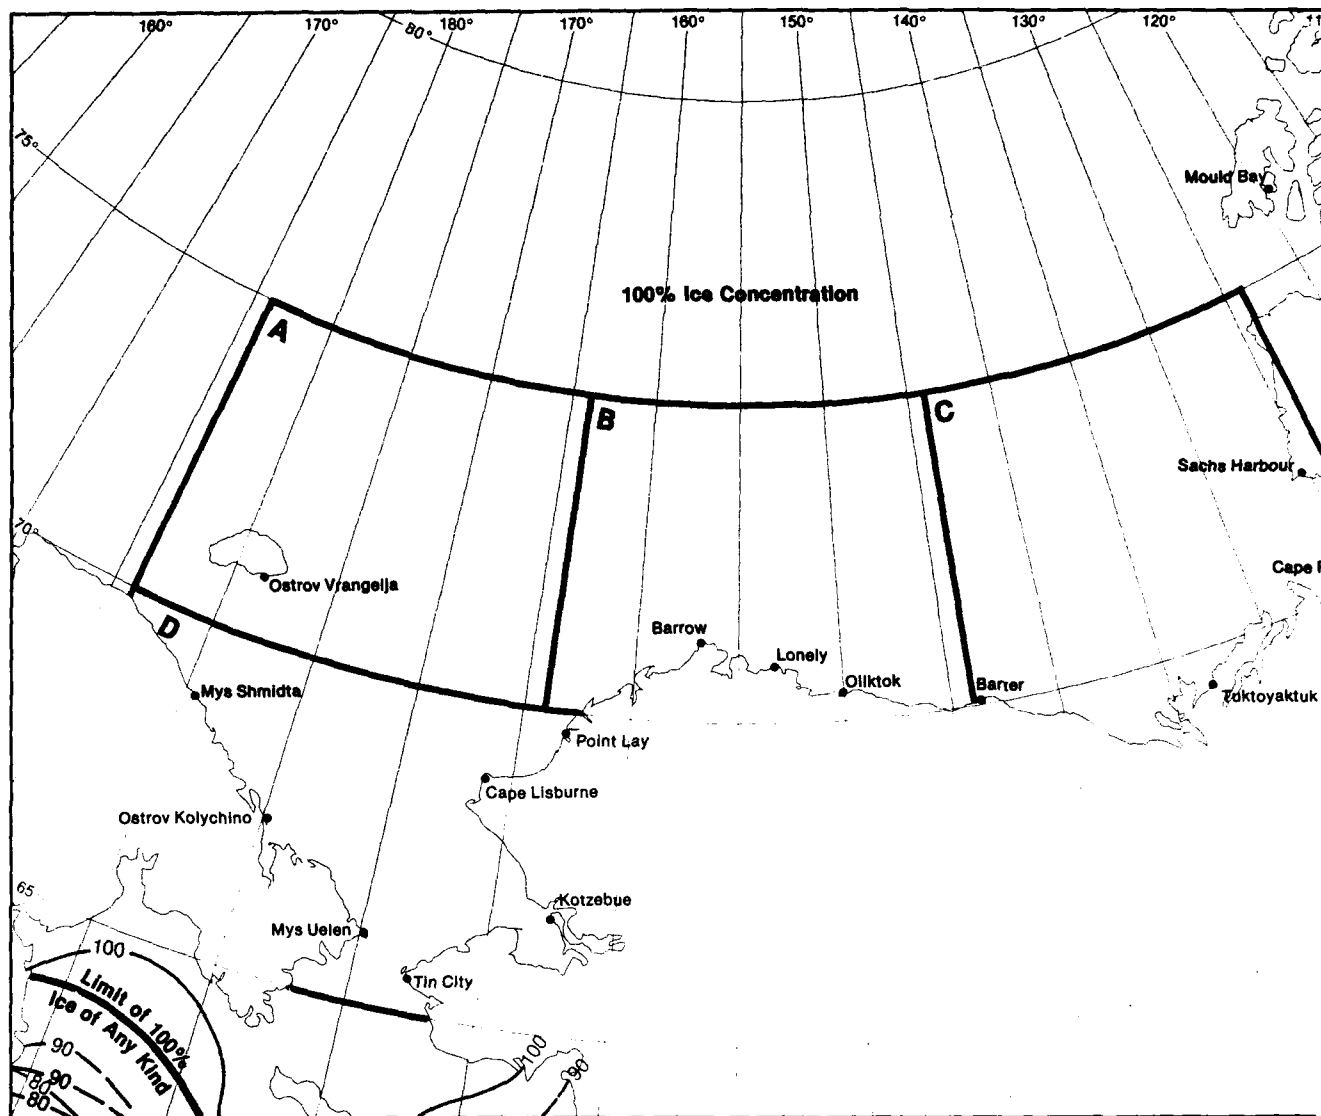 160°
170°
80°
180°
170°
160°
150°
140°
130°
120°
11
75°
Mould Bay
100% Ice Concentration
A
B
C
Sachs Harbour
70°
Ostrov Vrangelja
Cape P
D
Barrow
Lonely
Mys Shmidta
Oliktok
Barter
Tuktoyaktuk
Point Lay
Cape Lisburne
Ostrov Kolychino
65
Kotzebue
Mys Uelen
100
Tin City
Limit of 100%
Ice of Any Kind
90
90
80
80
100
90